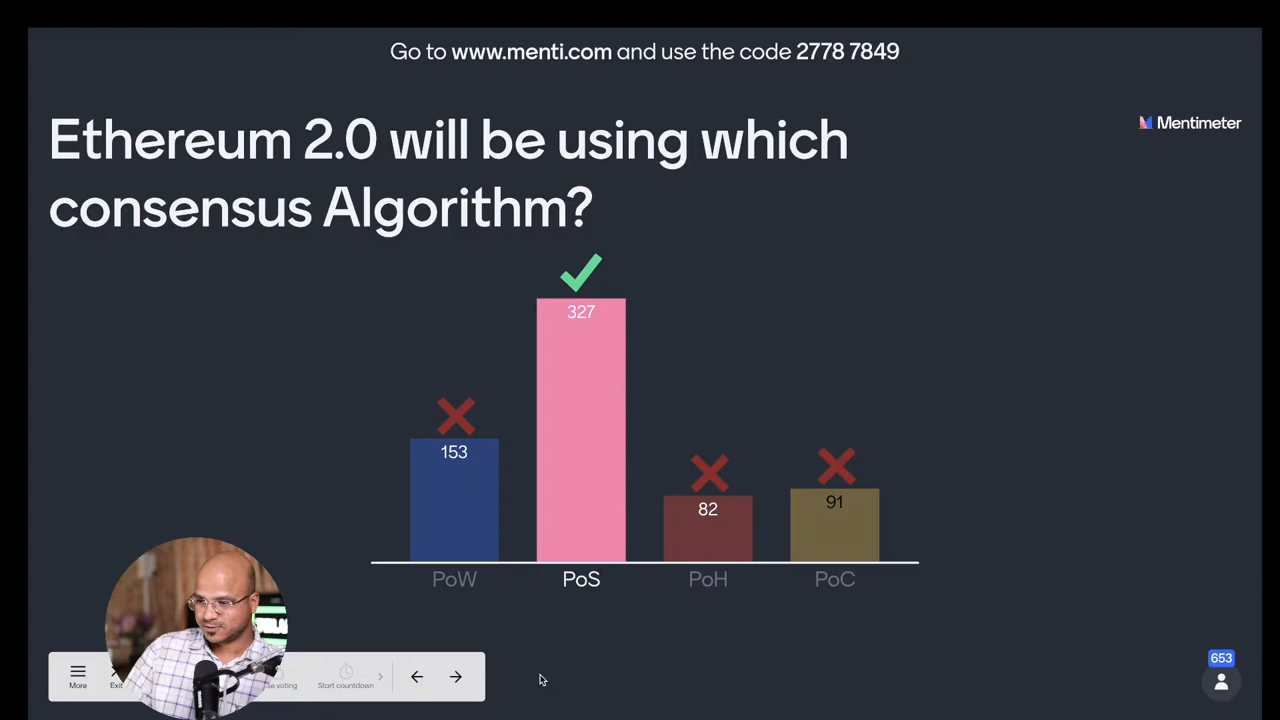 Go to www.menti.com and use the code 2778 7849
Mentimeter
Ethereum 2.0 will be using which
consensus Algorithm?
327
153
82
91
PoW PoS PoH PoC
More
voting
Start countdown
653